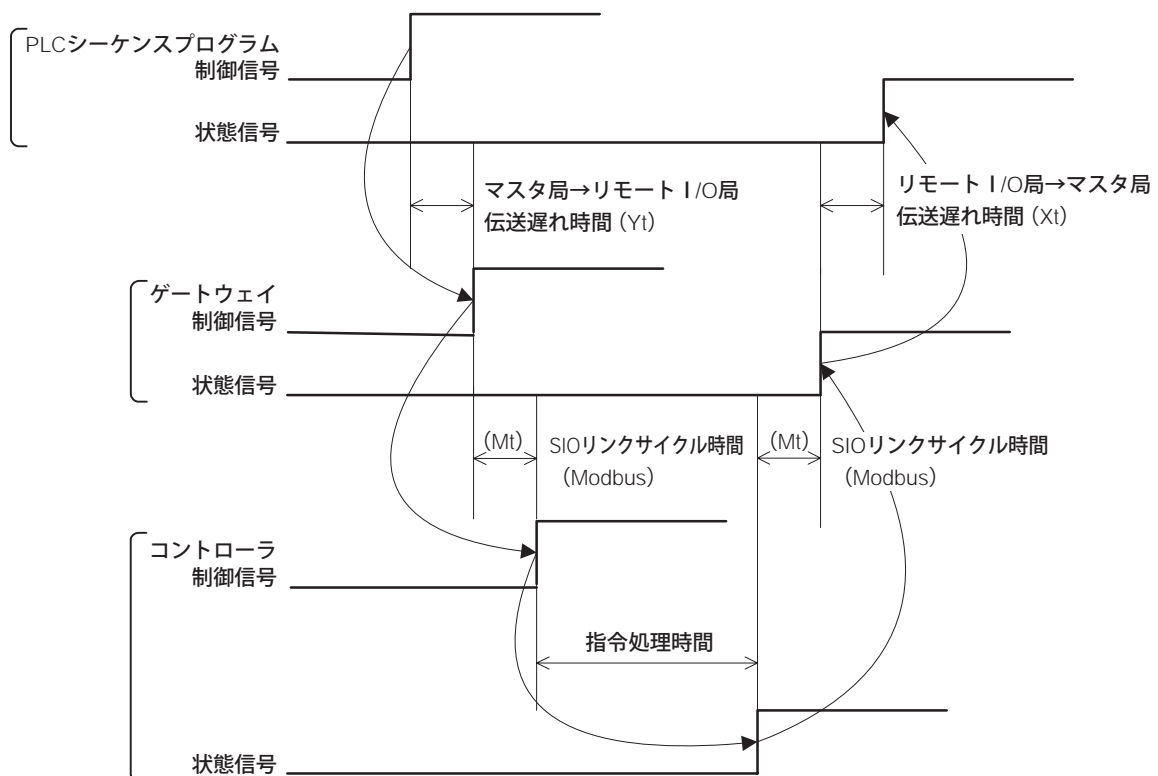 PLCシーケンスプログラム
制御信号
状態信号
マスタ局→リモートI/O局
伝送遅れ時間(Yt)
リモートI/O局→マスタ局
伝送遅れ時間(Xt)
ゲートウェイ
制御信号
状態信号
(Mt)
SIOリンクサイクル時間
(Modbus)
(Mt)
SIOリンクサイクル時間
(Modbus)
コントローラ
制御信号
指令処理時間
状態信号